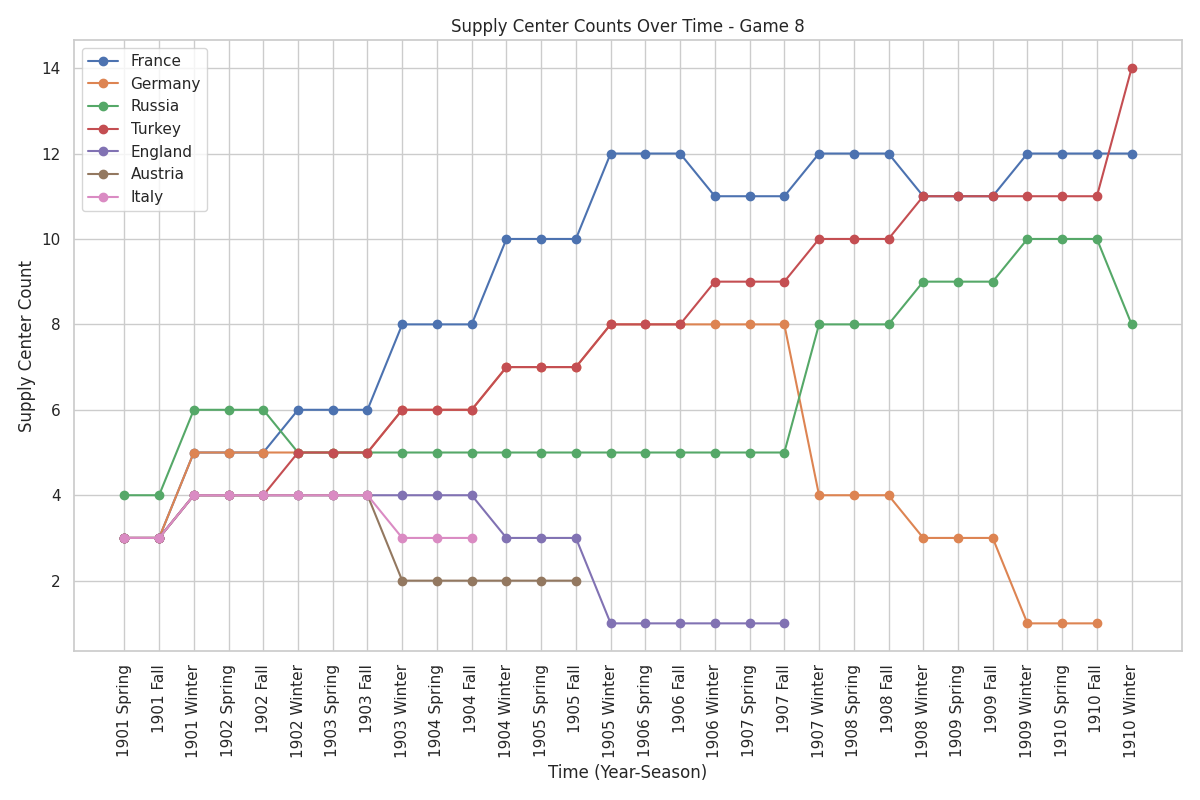 Supply Center Counts Over Time - Game 8
France
Germany
Russia
Turkey
England
Austria
Italy
Supply Center Count
14
12
10
8
6
4
2
1901 Spring
1901 Fall
1901 Winter
1902 Spring
1902 Fall
1902 Winter
1903 Spring
1903 Fall
1903 Winter
1904 Spring
1904 Fall
1904 Winter
1905 Spring
1905 Fall
1905 Winter
1906 Spring
1906 Fall
1906 Winter
1907 Spring
1907 Fall
1907 Winter
1908 Spring
1908 Fall
1908 Winter
1909 Spring
1909 Fall
1909 Winter
1910 Spring
1910 Fall
1910 Winter
Time (Year-Season)